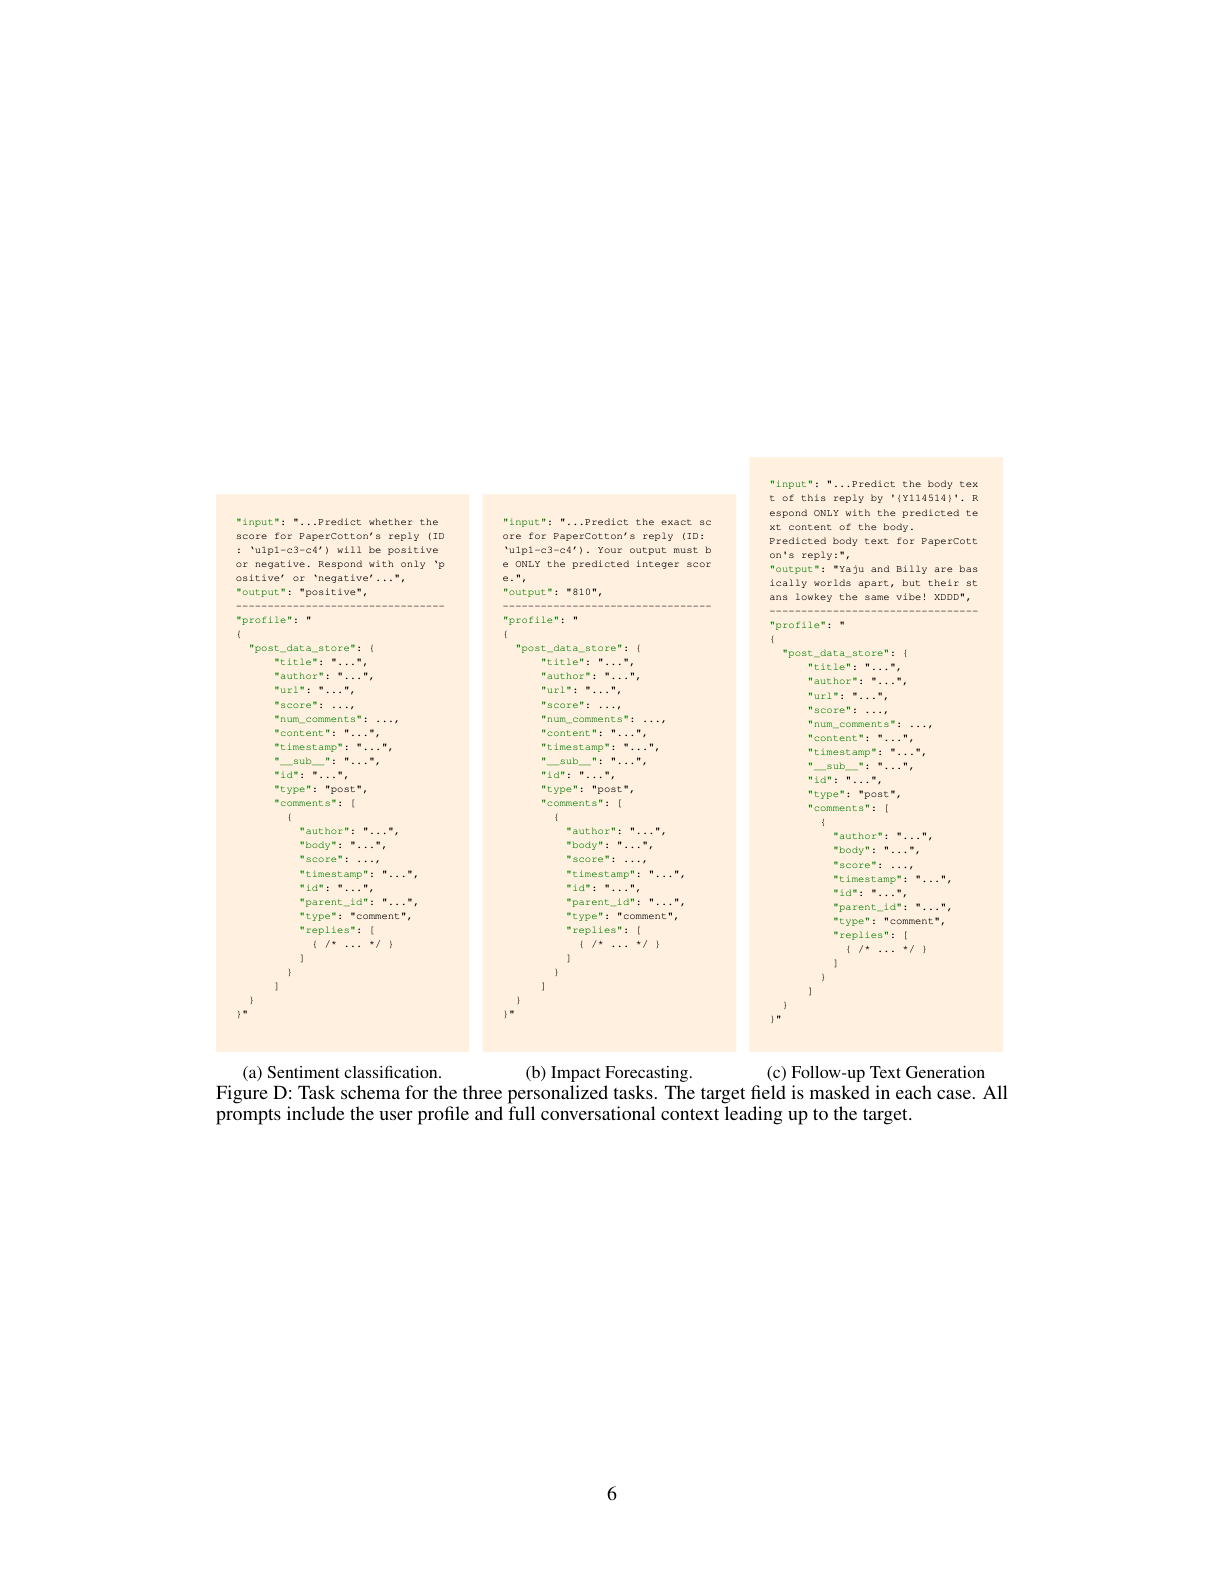 "input": "...Predict whether the
score for PaperCotton’s reply (ID
: ‘u1p1-c3-c4’) will be positive
or negative. Respond with only ‘p
ositive’ or ‘negative’...",
"output": "positive",
---------------------------------
"profile": "
{
"post_data_store": {
"title": "...",
"author": "...",
"url": "...",
"score": ...,
"num_comments": ...,
"content": "...",
"timestamp": "...",
"__sub__": "...",
"id": "...",
"type": "post",
"comments": [
{
"author": "...",
"body": "...",
"score": ...,
"timestamp": "...",
"id": "...",
"parent_id": "...",
"type": "comment",
"replies": [
{ /* ... */ }
]
}
]
}
}"
(a) Sentiment classification.
"input": "...Predict the exact sc
ore for PaperCotton’s reply (ID:
‘u1p1-c3-c4’). Your output must b
e ONLY the predicted integer scor
e.",
"output": "810",
---------------------------------
"profile": "
{
"post_data_store": {
"title": "...",
"author": "...",
"url": "...",
"score": ...,
"num_comments": ...,
"content": "...",
"timestamp": "...",
"__sub__": "...",
"id": "...",
"type": "post",
"comments": [
{
"author": "...",
"body": "...",
"score": ...,
"timestamp": "...",
"id": "...",
"parent_id": "...",
"type": "comment",
"replies": [
{ /* ... */ }
]
}
]
}
}"
(b) Impact Forecasting.
"input": "...Predict the body tex
t of this reply by '{Y114514}'. R
espond ONLY with the predicted te
xt content of the body.
Predicted body text for PaperCott
on's reply:",
"output": "Yaju and Billy are bas
ically worlds apart, but their st
ans lowkey the same vibe! XDDD",
---------------------------------
"profile": "
{
"post_data_store": {
"title": "...",
"author": "...",
"url": "...",
"score": ...,
"num_comments": ...,
"content": "...",
"timestamp": "...",
"__sub__": "...",
"id": "...",
"type": "post",
"comments": [
{
"author": "...",
"body": "...",
"score": ...,
"timestamp": "...",
"id": "...",
"parent_id": "...",
"type": "comment",
"replies": [
{ /* ... */ }
]
}
]
}
}"
(c) Follow-up Text Generation
Figure D: Task schema for the three personalized tasks. The target field is masked in each case. All
prompts include the user profile and full conversational context leading up to the target.
6